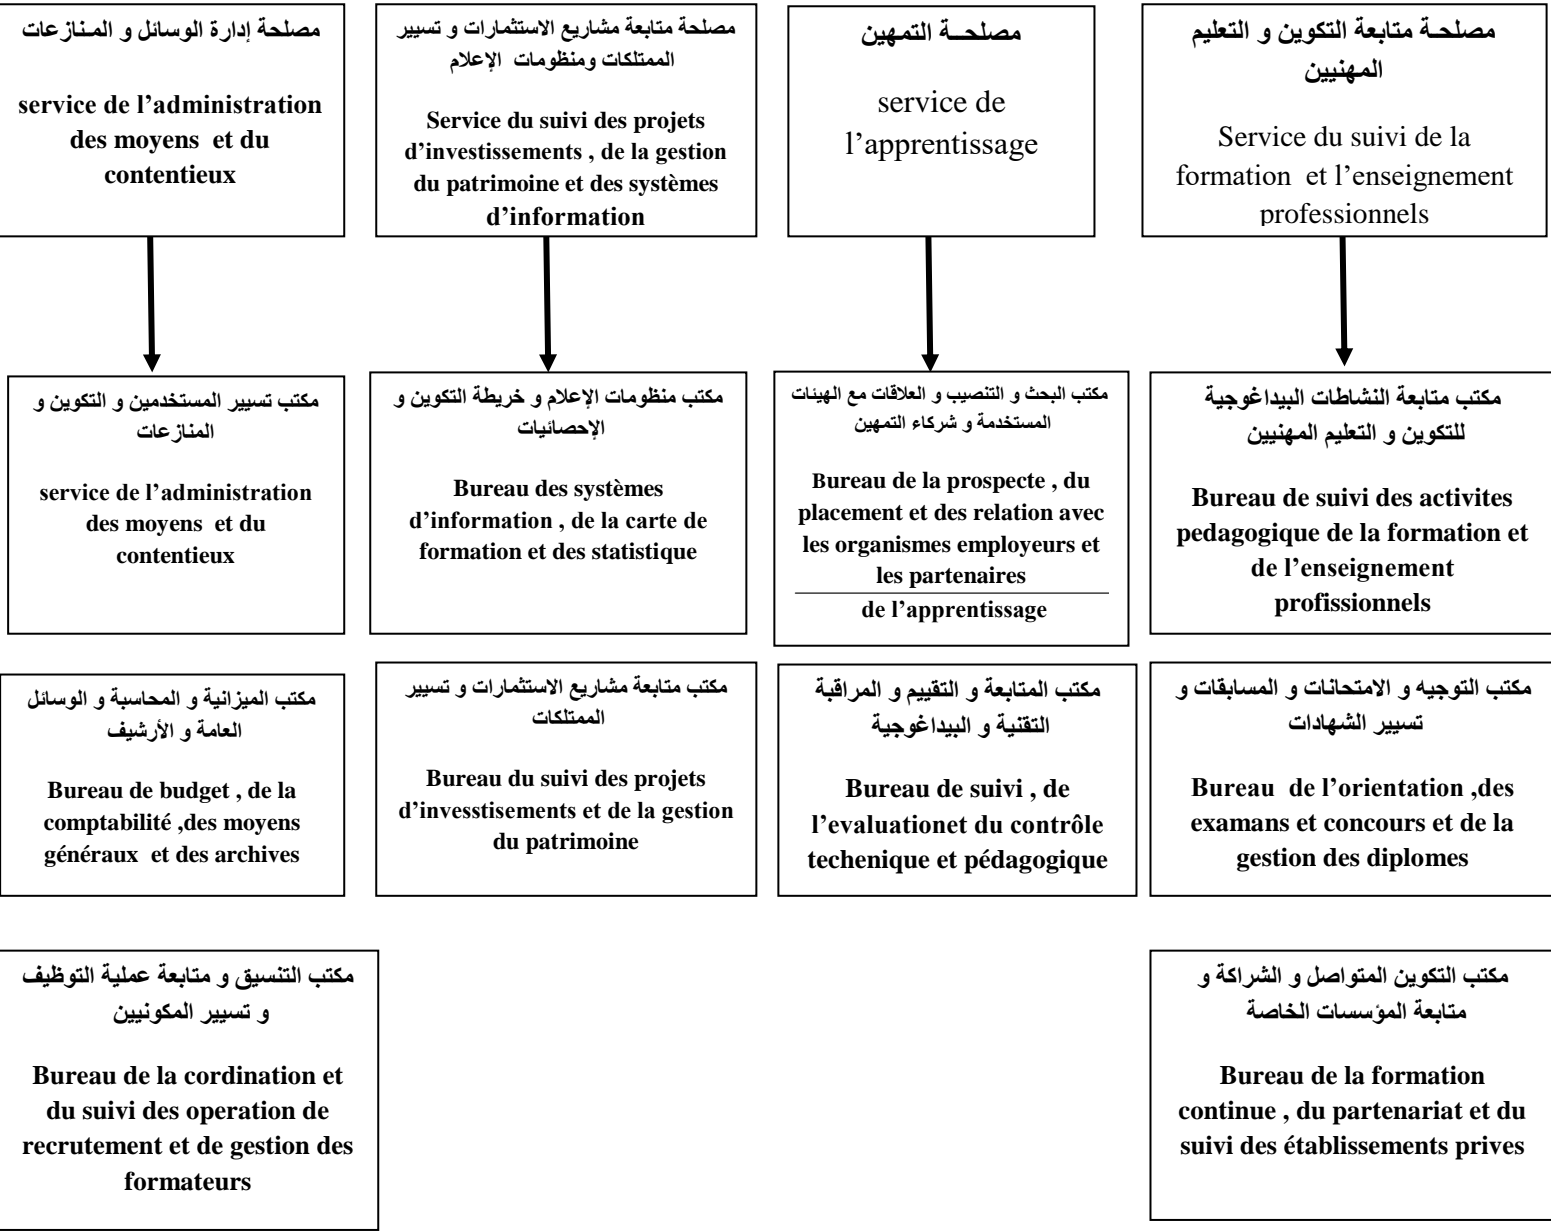 مصلحة إدارة الوسائل و المنازعات
service de l’administration
des moyens et du
contentieux
مصلحة متابعة مشاريع الاستثمارات و تسيير
الممتلكات ومنظومات الإعلام
Service du suivi des projets
d’investissements , de la gestion
du patrimoine et des systèmes
d’information
مصلحــة التمهين
service de
l’apprentissage
مصلحـة متابعة التكوين و التعليم
المهنيين
Service du suivi de la
formation et l’enseignement
professionnels
مكتب تسيير المستخدمين و التكوين و
المنازعات
service de l’administration
des moyens et du
contentieux
مكتب منظومات الإعلام و خريطة التكوين و
الإحصائيات
Bureau des systèmes
d’information , de la carte de
formation et des statistique
مكتب البحث و التنصيب و العلاقات مع الهيئات
المستخدمة و شركاء التمهين
Bureau de la prospecte , du
placement et des relation avec
les organismes employeurs et
les partenaires
de l’apprentissage
مكتب متابعة النشاطات البيداغوجية
للتكوين و التعليم المهنيين
Bureau de suivi des activites
pedagogique de la formation et
de l’enseignement
profissionnels
مكتب الميزانية و المحاسبة و الوسائل
العامة و الأرشيف
Bureau de budget , de la
comptabilité ,des moyens
généraux et des archives
مكتب متابعة مشاريع الاستثمارات و تسيير
الممتلكات
Bureau du suivi des projets
d’invesstisements et de la gestion
du patrimoine
مكتب المتابعة و التقييم و المراقبة
التقنية و البيداغوجية
Bureau de suivi , de
l’evaluationet du contrôle
techenique et pédagogique
مكتب التوجيه و الامتحانات و المسابقات و
تسيير الشهادات
Bureau de l’orientation ,des
examans et concours et de la
gestion des diplomes
مكتب التنسيق و متابعة عملية التوظيف
و تسيير المكونيين
Bureau de la cordination et
du suivi des operation de
recrutement et de gestion des
formateurs
مكتب التكوين المتواصل و الشراكة و
متابعة المؤسسات الخاصة
Bureau de la formation
continue , du partenariat et du
suivi des établissements prives